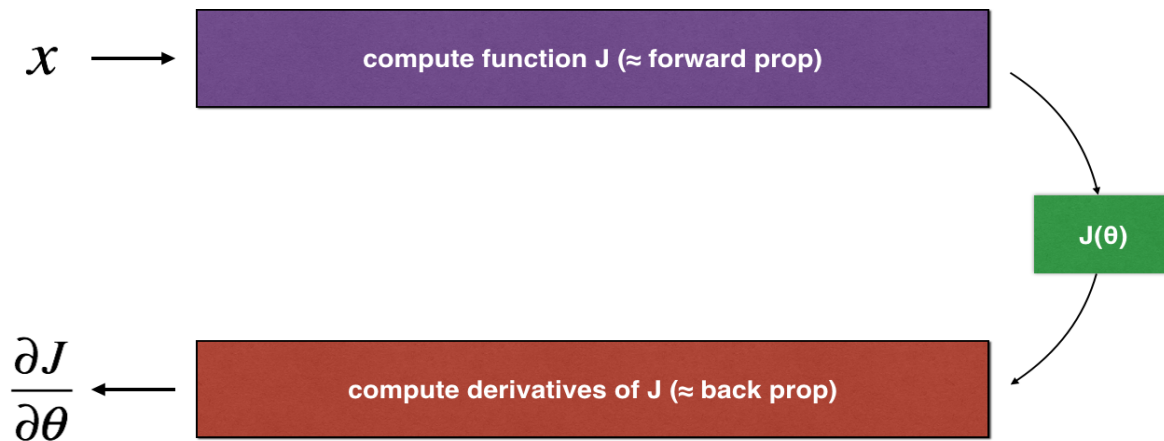 x
compute function J (≈ forward prop)
J(θ)
∂J
∂θ
compute derivatives of J (≈ back prop)